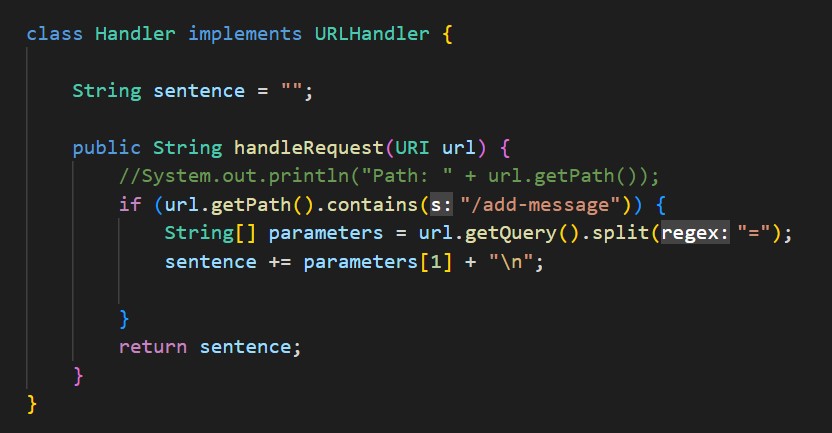 class Handler implements URLHandler {
String sentence = "";
public String handleRequest(URI url) {
//System.out.println("Path: " + url.getPath());
if (url.getPath().contains(s: "/add-message")) {
String[] parameters = url.getQuery().split(regex: "=");
sentence += parameters[1] + "\n";
}
return sentence;
}
}